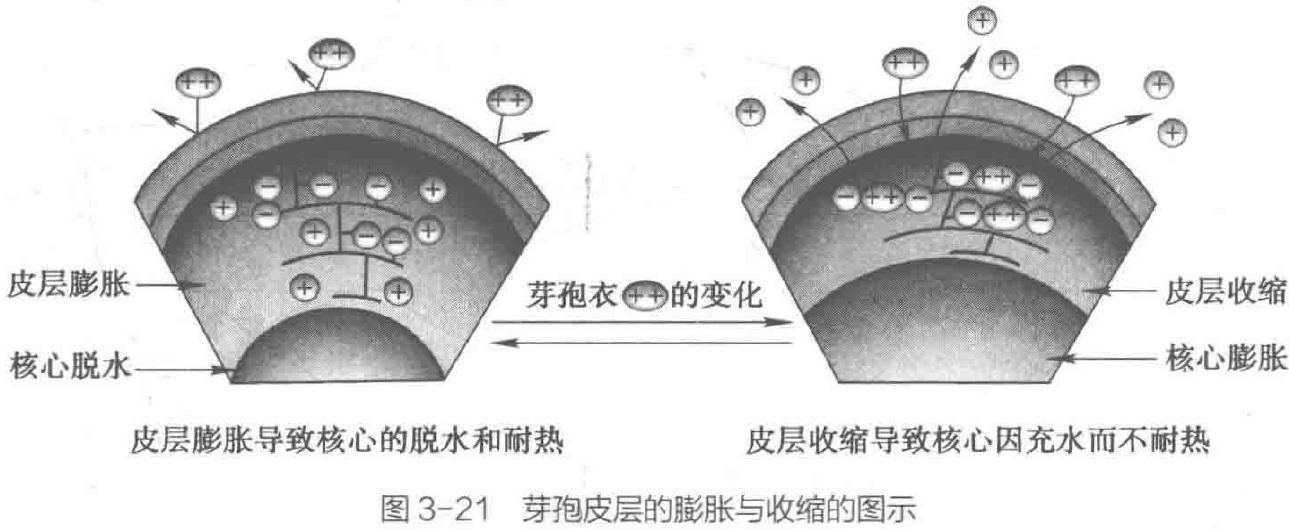 皮层膨胀
核心脱水
芽孢衣++的变化
皮层收缩
核心膨胀
皮层膨胀导致核心的脱水和耐热
皮层收缩导致核心因充水而不耐热
图3-21 芽孢皮层的膨胀与收缩的图示